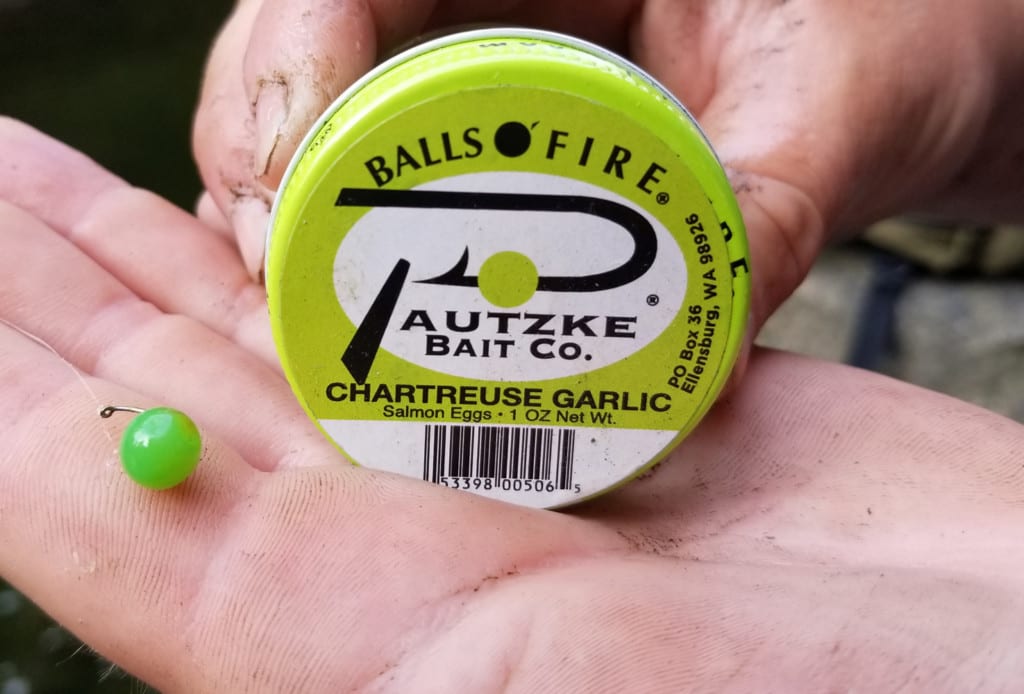 BALLS O' FIRE®
PAUTZKE®
BAIT CO.
CHARTREUSE GARLIC
Salmon Eggs • 1 OZ Net Wt.
53398 00506 5
PO Box 36
Ellensburg, WA 98926